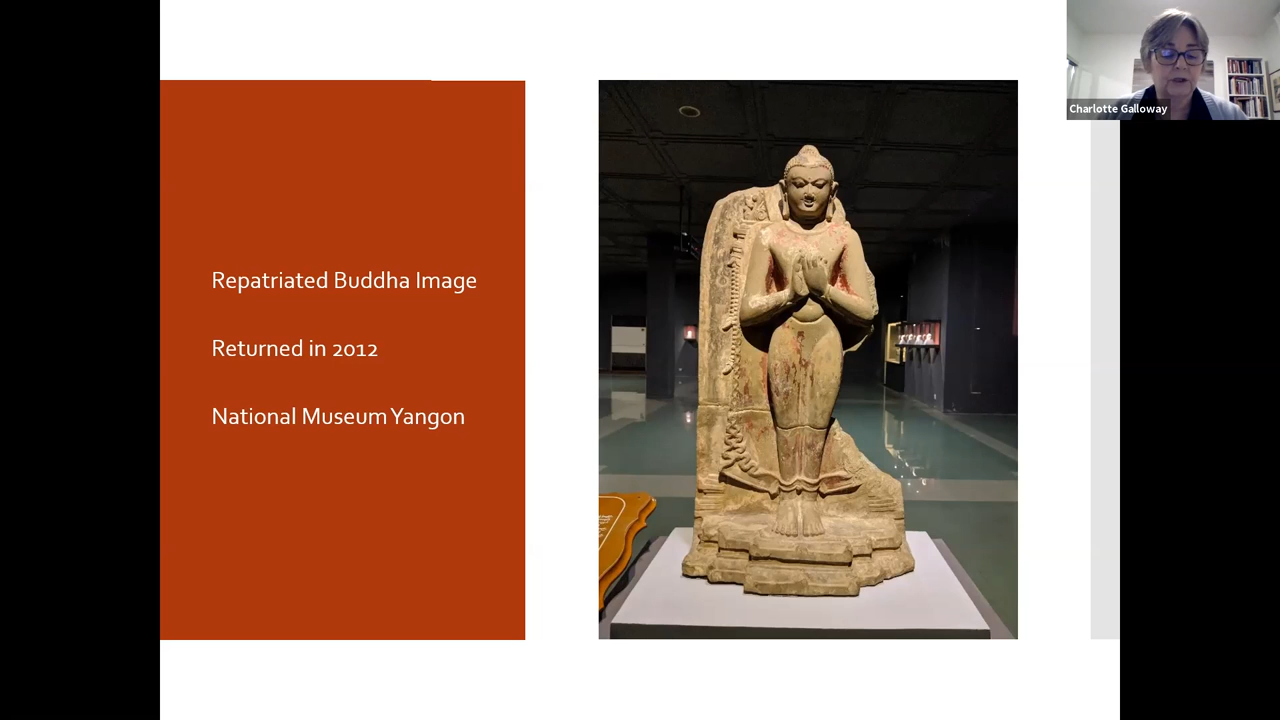 Repatriated Buddha Image
Returned in 2012
National Museum Yangon
Charlotte Galloway